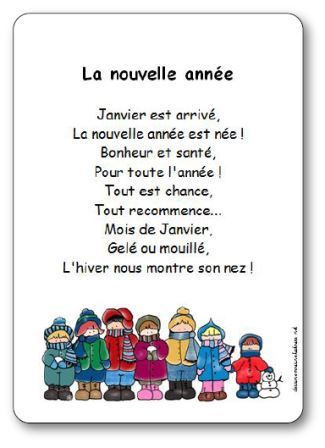 La nouvelle année
Janvier est arrivé,
La nouvelle année est née !
Bonheur et santé,
Pour toute l'année !
Tout est chance,
Tout recommence...
Mois de Janvier,
Gelé ou mouillé,
L'hiver nous montre son nez !